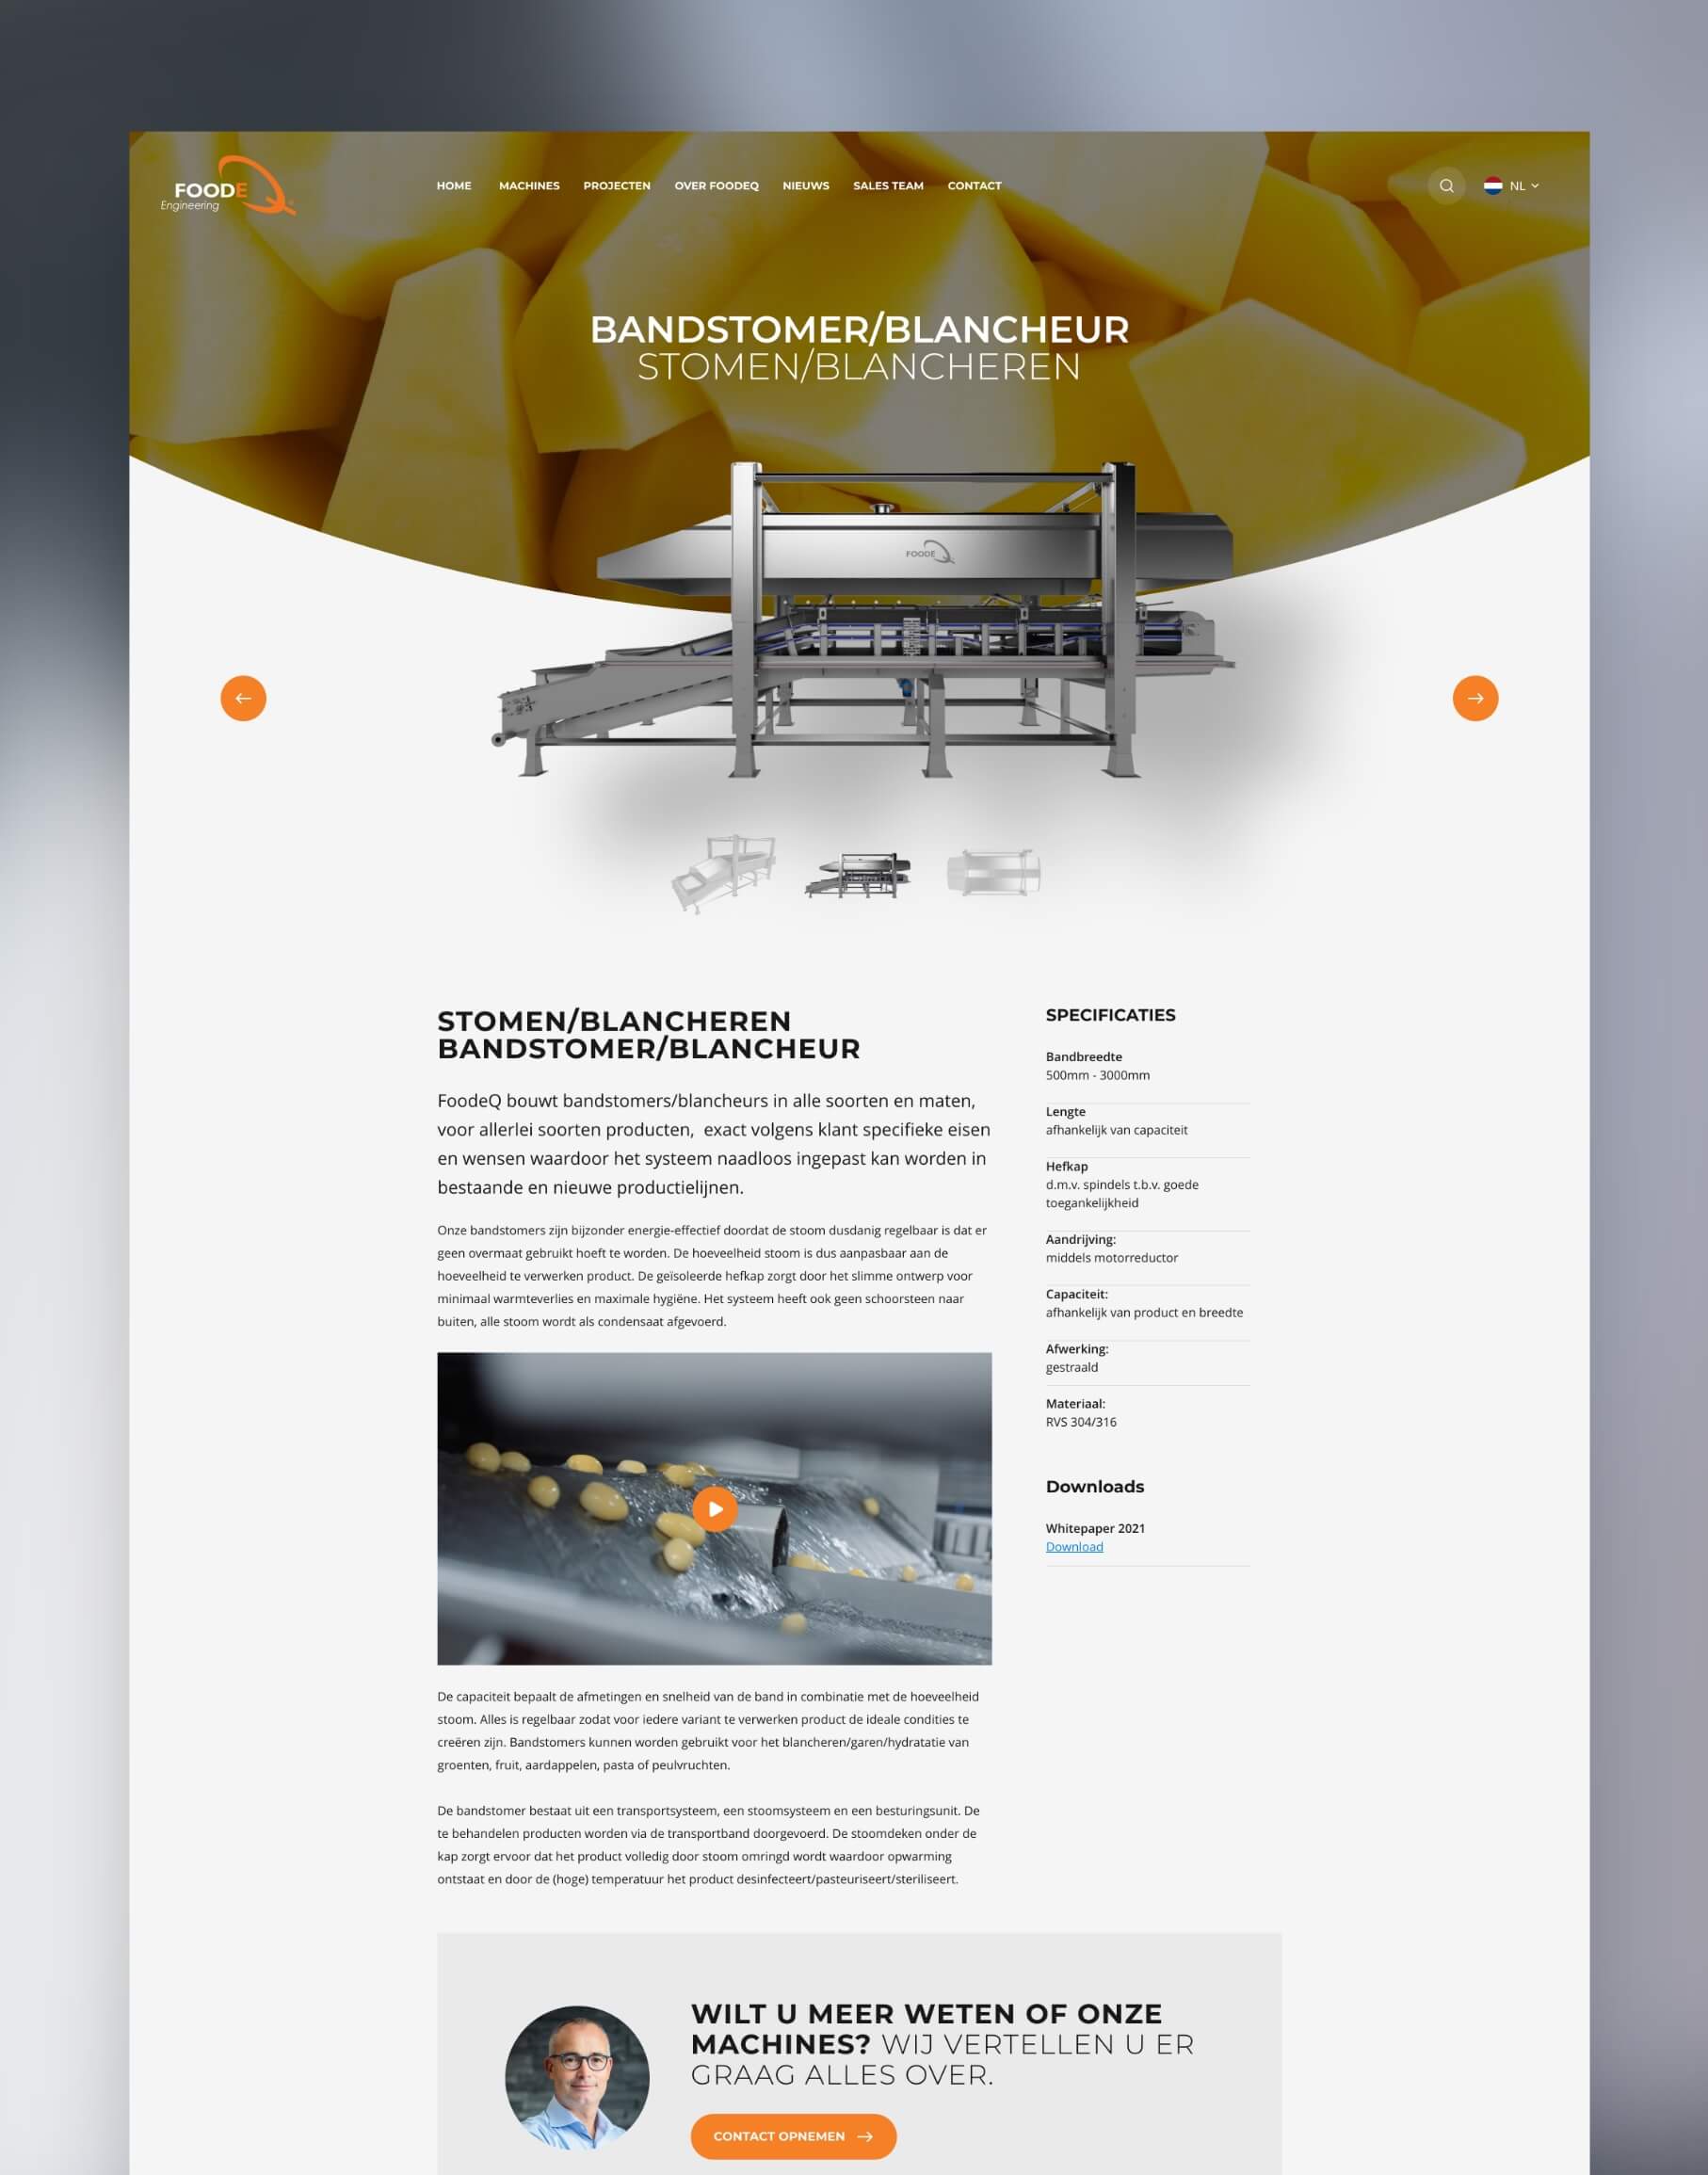 FOODE
Engineering
HOME MACHINES PROJECTEN OVER FOODEQ NIEUWS SALES TEAM CONTACT
NL
BANDSTOMER/BLANCHEUR
STOMEN/BLANCHEREN
FOODE
STOMEN/BLANCHEREN
BANDSTOMER/BLANCHEUR
FoodeQ bouwt bandstomers/blancheurs in alle soorten en maten,
voor allerlei soorten producten, exact volgens klant specifieke eisen
en wensen waardoor het systeem naadloos ingepast kan worden in
bestaande en nieuwe productielijnen.
Onze bandstomers zijn bijzonder energie-effectief doordat de stoom dusdanig regelbaar is dat er
geen overmaat gebruikt hoeft te worden. De hoeveelheid stoom is dus aanpasbaar aan de
hoeveelheid te verwerken product. De geïsoleerde hefkap zorgt door het slimme ontwerp voor
minimaal warmteverlies en maximale hygiëne. Het systeem heeft ook geen schoorsteen naar
buiten, alle stoom wordt als condensaat afgevoerd.
De capaciteit bepaalt de afmetingen en snelheid van de band in combinatie met de hoeveelheid
stoom. Alles is regelbaar zodat voor iedere variant te verwerken product de ideale condities te
creëren zijn. Bandstomers kunnen worden gebruikt voor het blancheren/garen/hydratatie van
groenten, fruit, aardappelen, pasta of peulvruchten.
De bandstomer bestaat uit een transportsysteem, een stoomsysteem en een besturingsunit. De
te behandelen producten worden via de transportband doorgevoerd. De stoomdeken onder de
kap zorgt ervoor dat het product volledig door stoom omringd wordt waardoor opwarming
ontstaat en door de (hoge) temperatuur het product desinfecteert/pasteuriseert/steriliseert.
SPECIFICATIES
Bandbreedte
500mm - 3000mm
Lengte
afhankelijk van capaciteit
Hefkap
d.m.v. spindels t.b.v. goede
toegankelijkheid
Aandrijving:
middels motorreductor
Capaciteit:
afhankelijk van product en breedte
Afwerking:
gestraald
Materiaal:
RVS 304/316
Downloads
Whitepaper 2021
Download
WILT U MEER WETEN OF ONZE
MACHINES? WIJ VERTELLEN U ER
GRAAG ALLES OVER.
CONTACT OPNEMEN